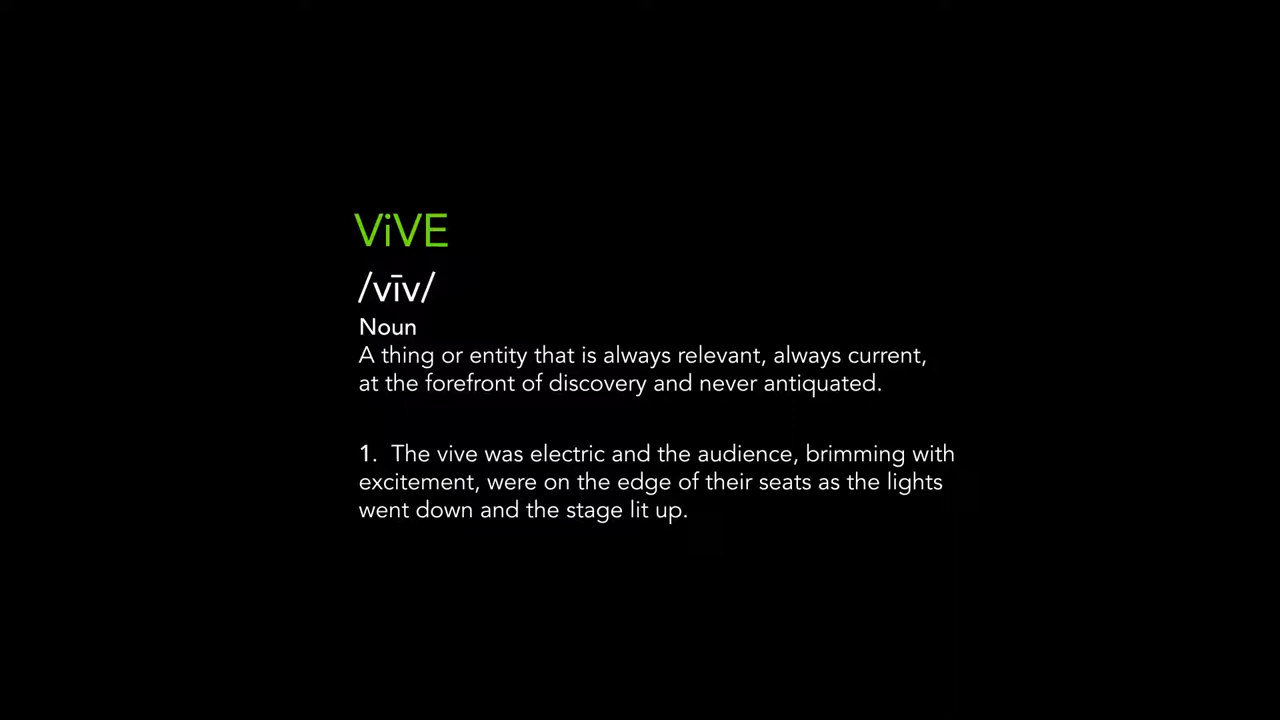 ViVE
/vīv/
Noun
A thing or entity that is always relevant, always current,
at the forefront of discovery and never antiquated.
1. The vive was electric and the audience, brimming with
excitement, were on the edge of their seats as the lights
went down and the stage lit up.